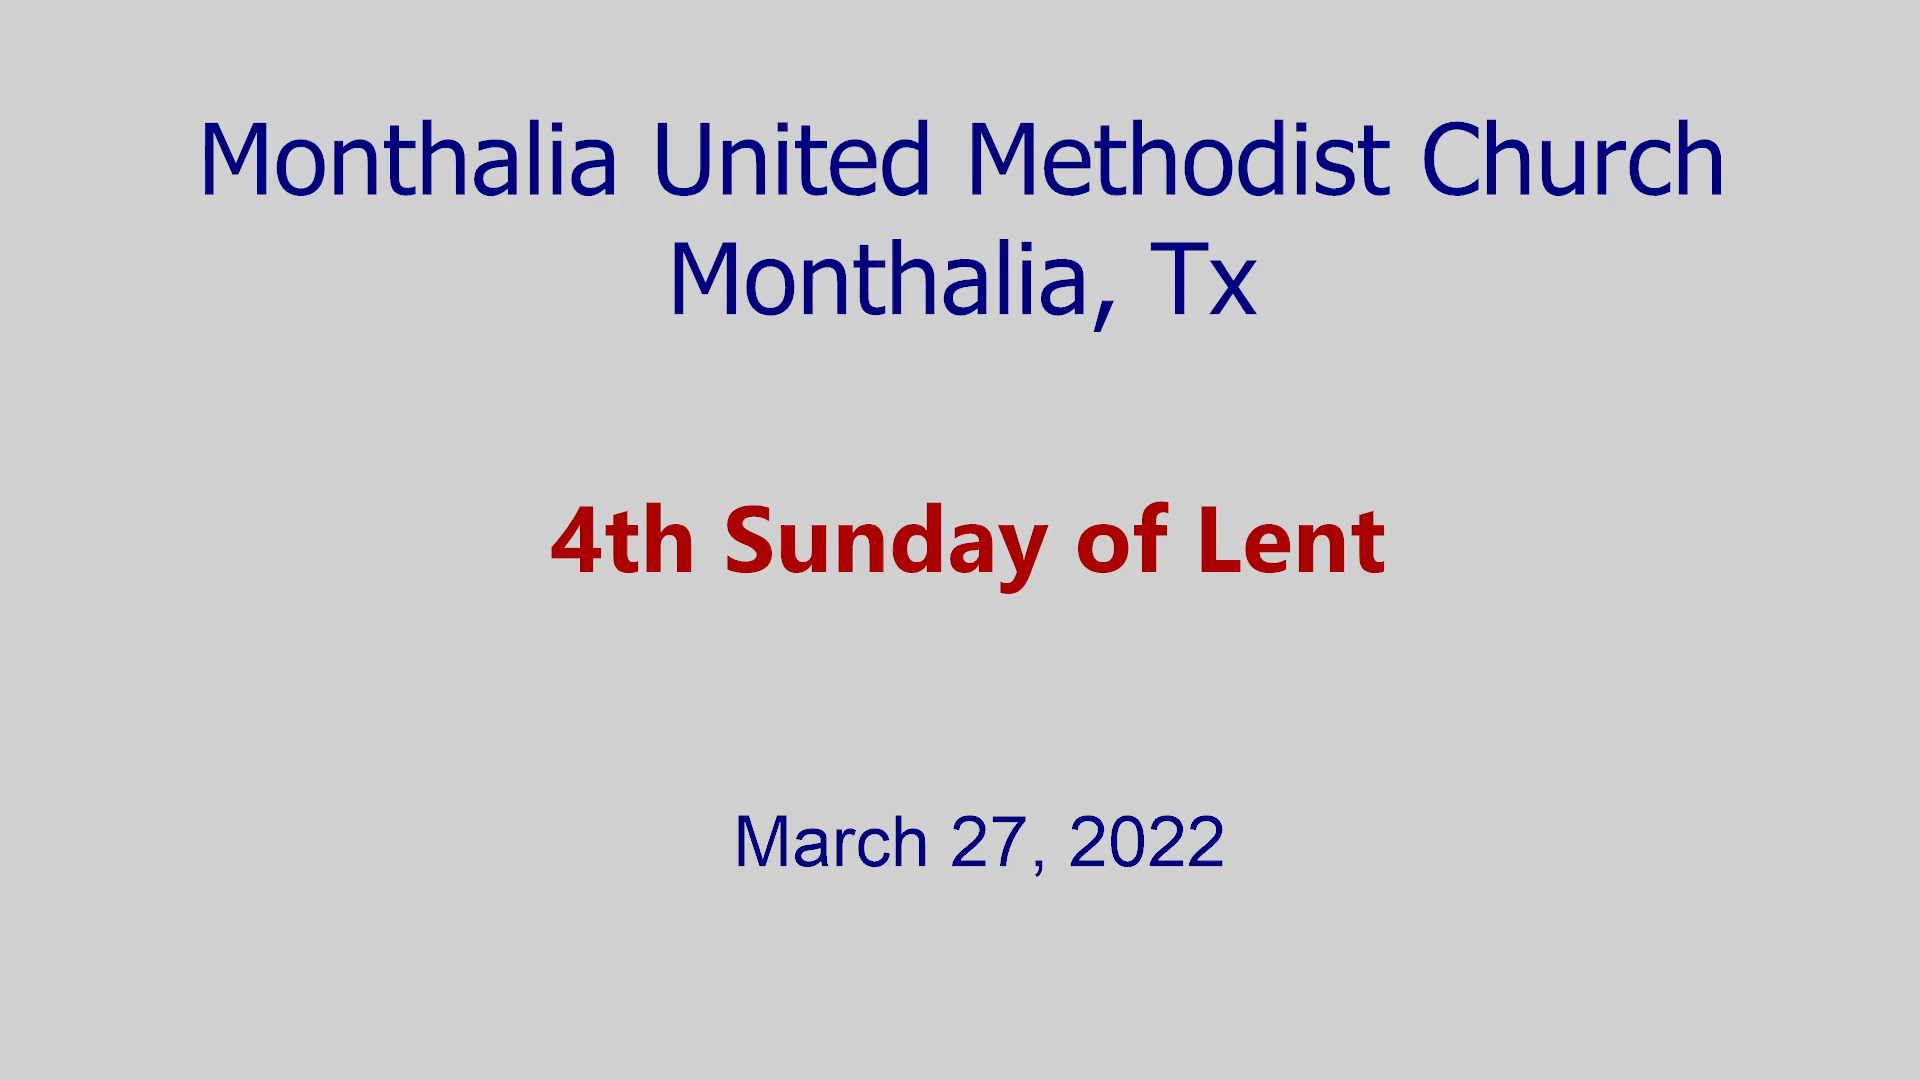 Monthalia United Methodist Church
Monthalia, Tx
4th Sunday of Lent
March 27, 2022